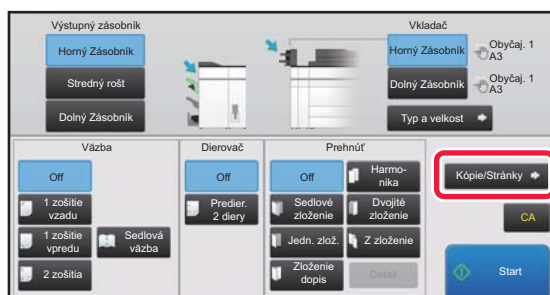 Výstupný zásobník
Vkladač
Horný Zásobník
Stredný rošt
Dolný Zásobník
Horný Zásobník
Obyčaj. 1
A3
Dolný Zásobník
Obyčaj. 1
A3
Typ a velkost
Väzba
Dierovač
Prehnúť
Off
1 zošitie
vzadu
1 zošitie
vpredu
Sedlová
väzba
2 zošitia
Off
Predier.
2 diery
Off
Harmo-
nika
Sedlové
zloženie
Dvojité
zloženie
Jedn. zlož.
Z zloženie
Zloženie
dopis
Detail
Kópie/Stránky
CA
Start